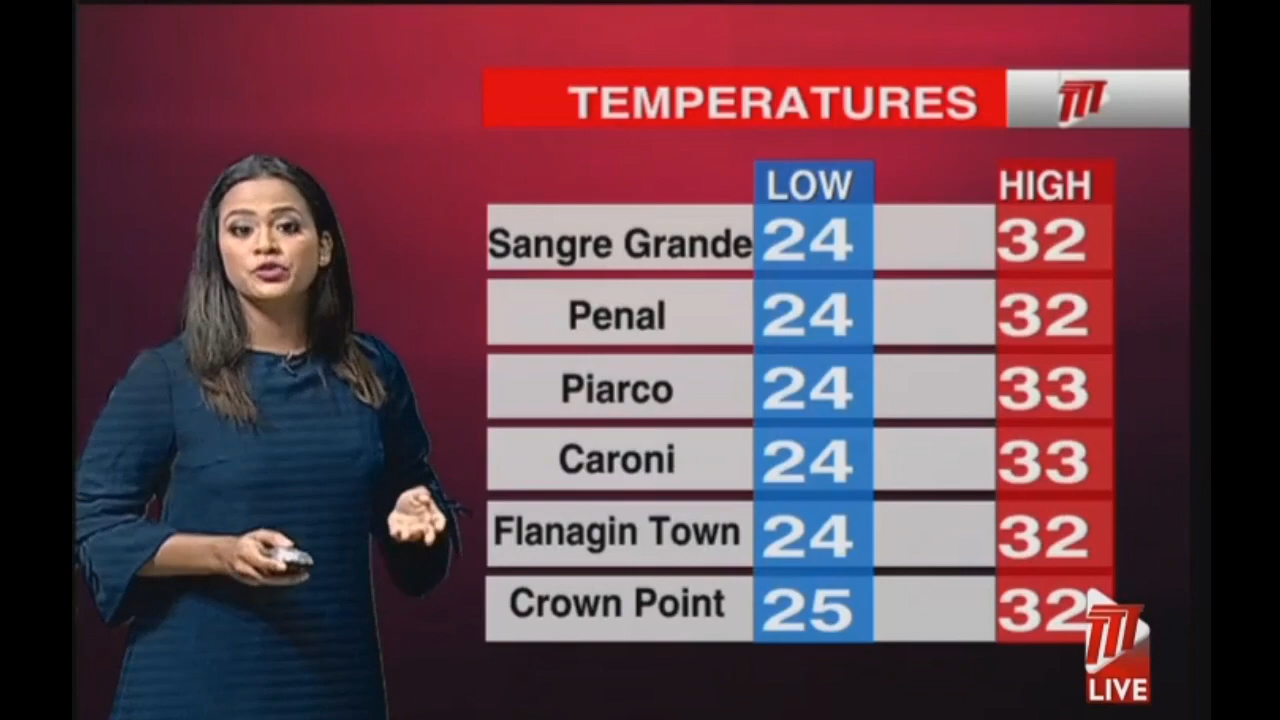 TEMPERATURES
LOW HIGH
Sangre Grande 24 32
Penal 24 32
Piarco 24 33
Caroni 24 33
Flanagin Town 24 32
Crown Point 25 32
LIVE